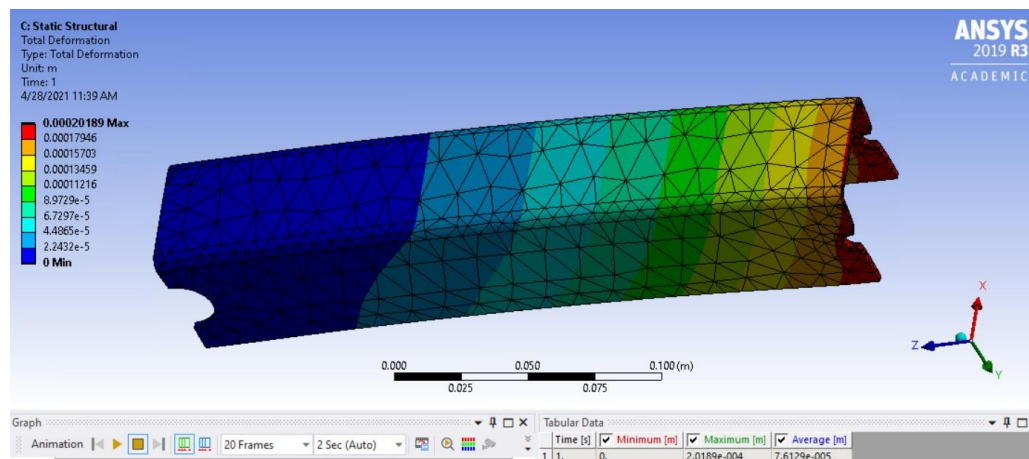 C: Static Structural
Total Deformation
Type: Total Deformation
Unit: m
Time: 1
4/28/2021 11:39 AM
0.00020189 Max
0.00017946
0.00015703
0.00013459
0.00011216
8.9729e-5
6.7297e-5
4.4865e-5
2.2432e-5
0 Min
ANSYS
2019 R3
ACADEMIC
X
Z
Y
0.000 0.050 0.100 (m)
0.025 0.075
Graph
Animation 20 Frames 2 Sec (Auto)
Tabular Data
Time [s] Minimum [m] Maximum [m] Average [m]
1 1. 0. 2.0189e-004 7.6129e-005